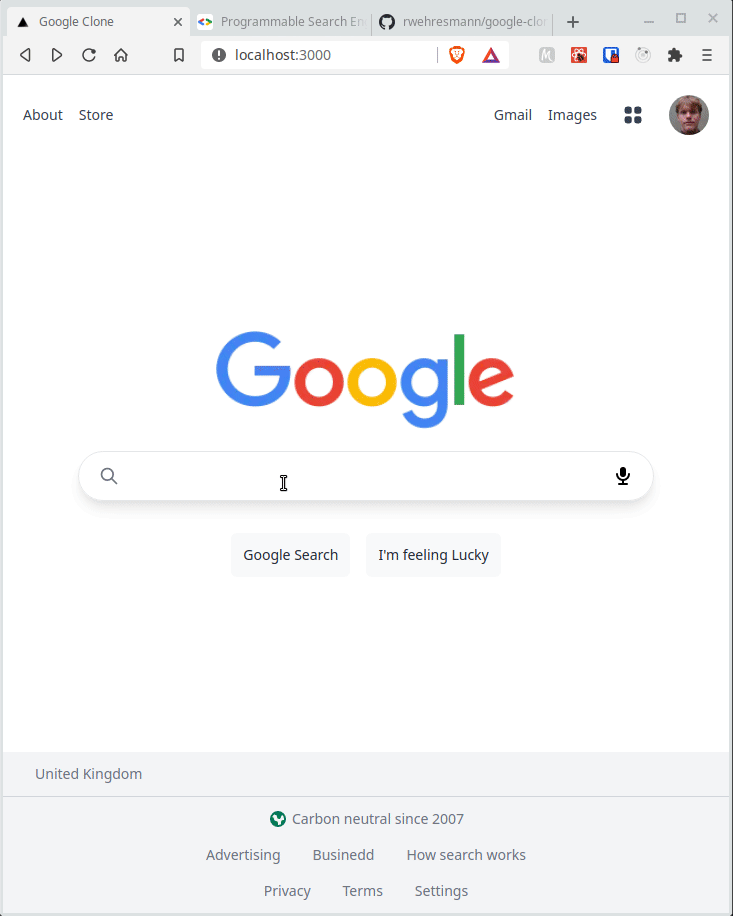 Google Clone
Programmable Search En
rwehresmann/google-clon
localhost:3000
About Store Gmail Images
Google
Google Search I'm feeling Lucky
United Kingdom
Carbon neutral since 2007
Advertising Businedd How search works
Privacy Terms Settings